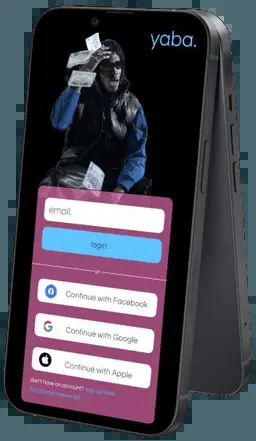 yaba.
email.
login.
or
Continue with Facebook
Continue with Google
Continue with Apple
don't have an account? sign up now!
forgot your password?